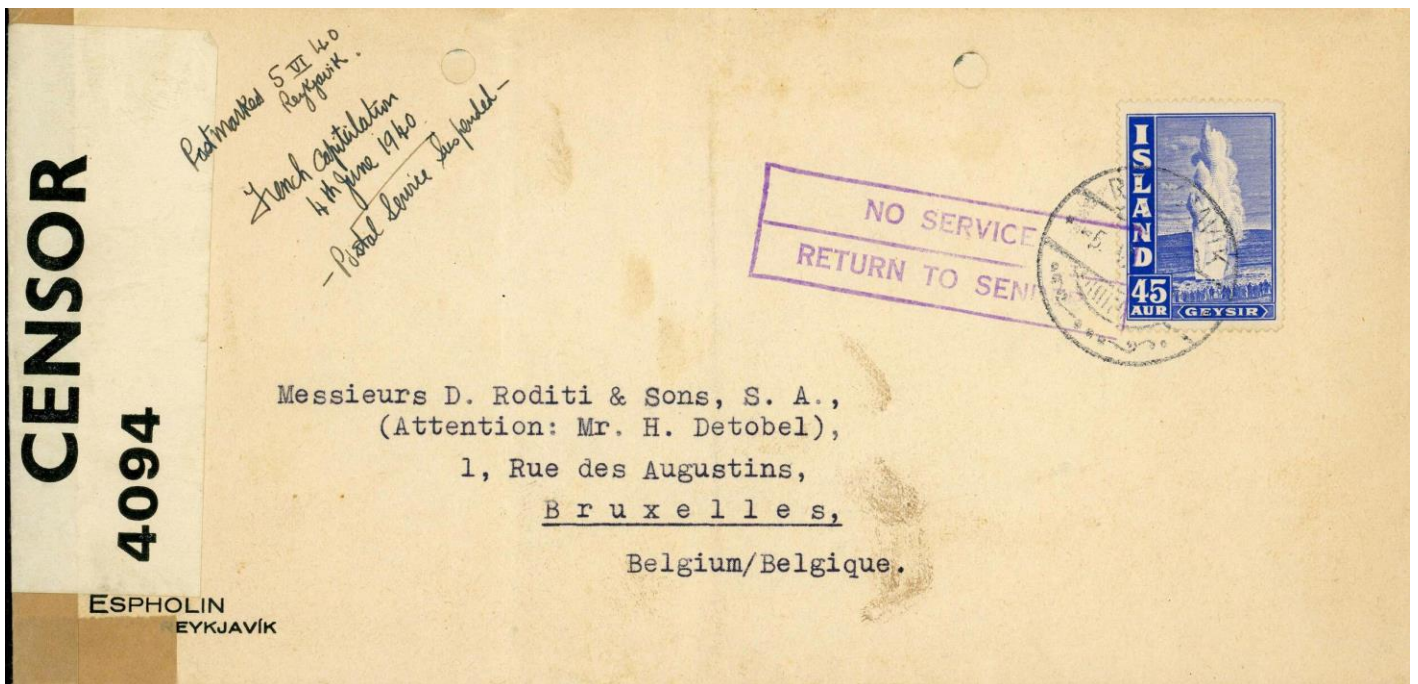 CENSOR
4094
Postmarked 5 VI 40
Reykjavik.
French Capitulation
4th June 1940
- Postal Service Suspended -
NO SERVICE
RETURN TO SEN
ISLAND
45
AUR
GEYSIR
Messieurs D. Roditi & Sons, S. A.,
(Attention: Mr. H. Detobel),
1, Rue des Augustins,
Bruxelles,
Belgium/Belgique.
ESPHOLIN
REYKJAVÍK